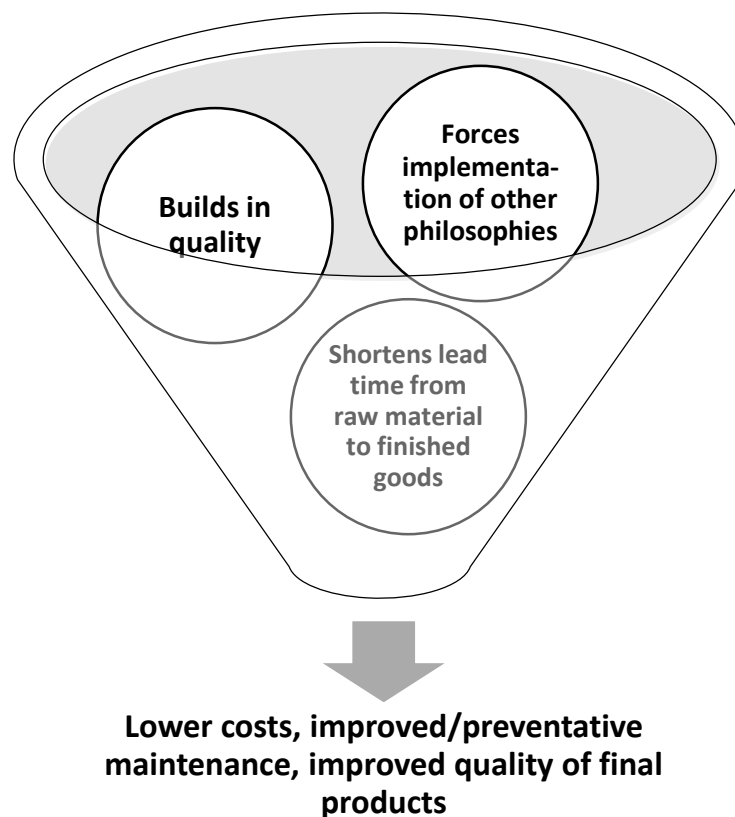 Forces
implementa-
tion of other
philosophies
Builds in
quality
Shortens lead
time from
raw material
to finished
goods
Lower costs, improved/preventative
maintenance, improved quality of final
products